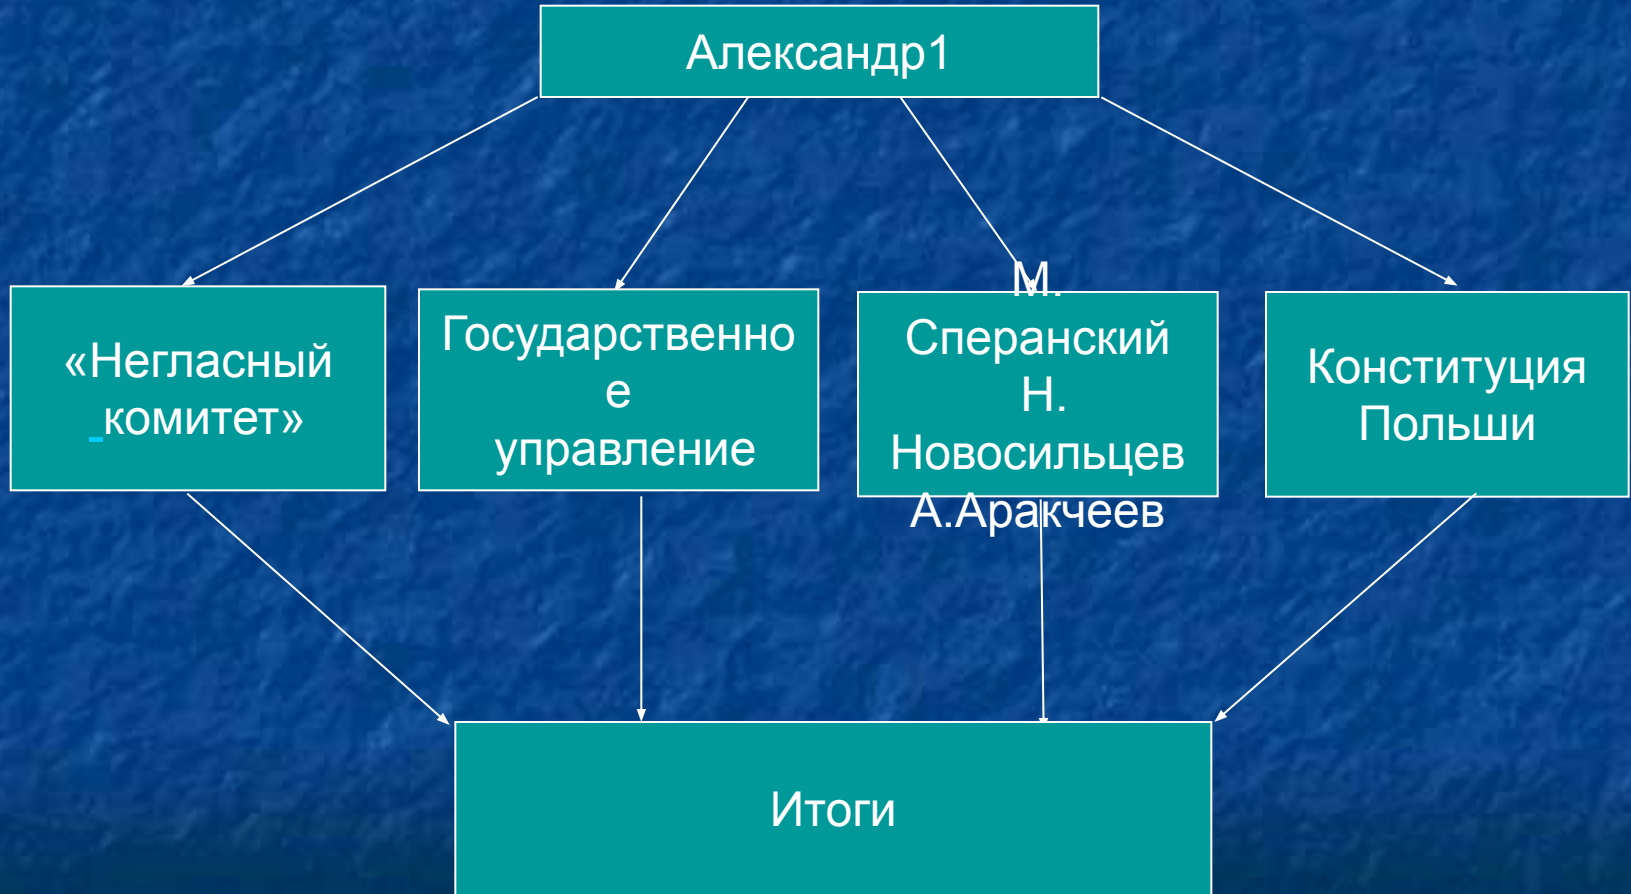 Александр1
«Негласный
комитет»
Государственно
е
управление
М.
Сперанский
Н.
Новосильцев
А.Аракчеев
Конституция
Польши
Итоги